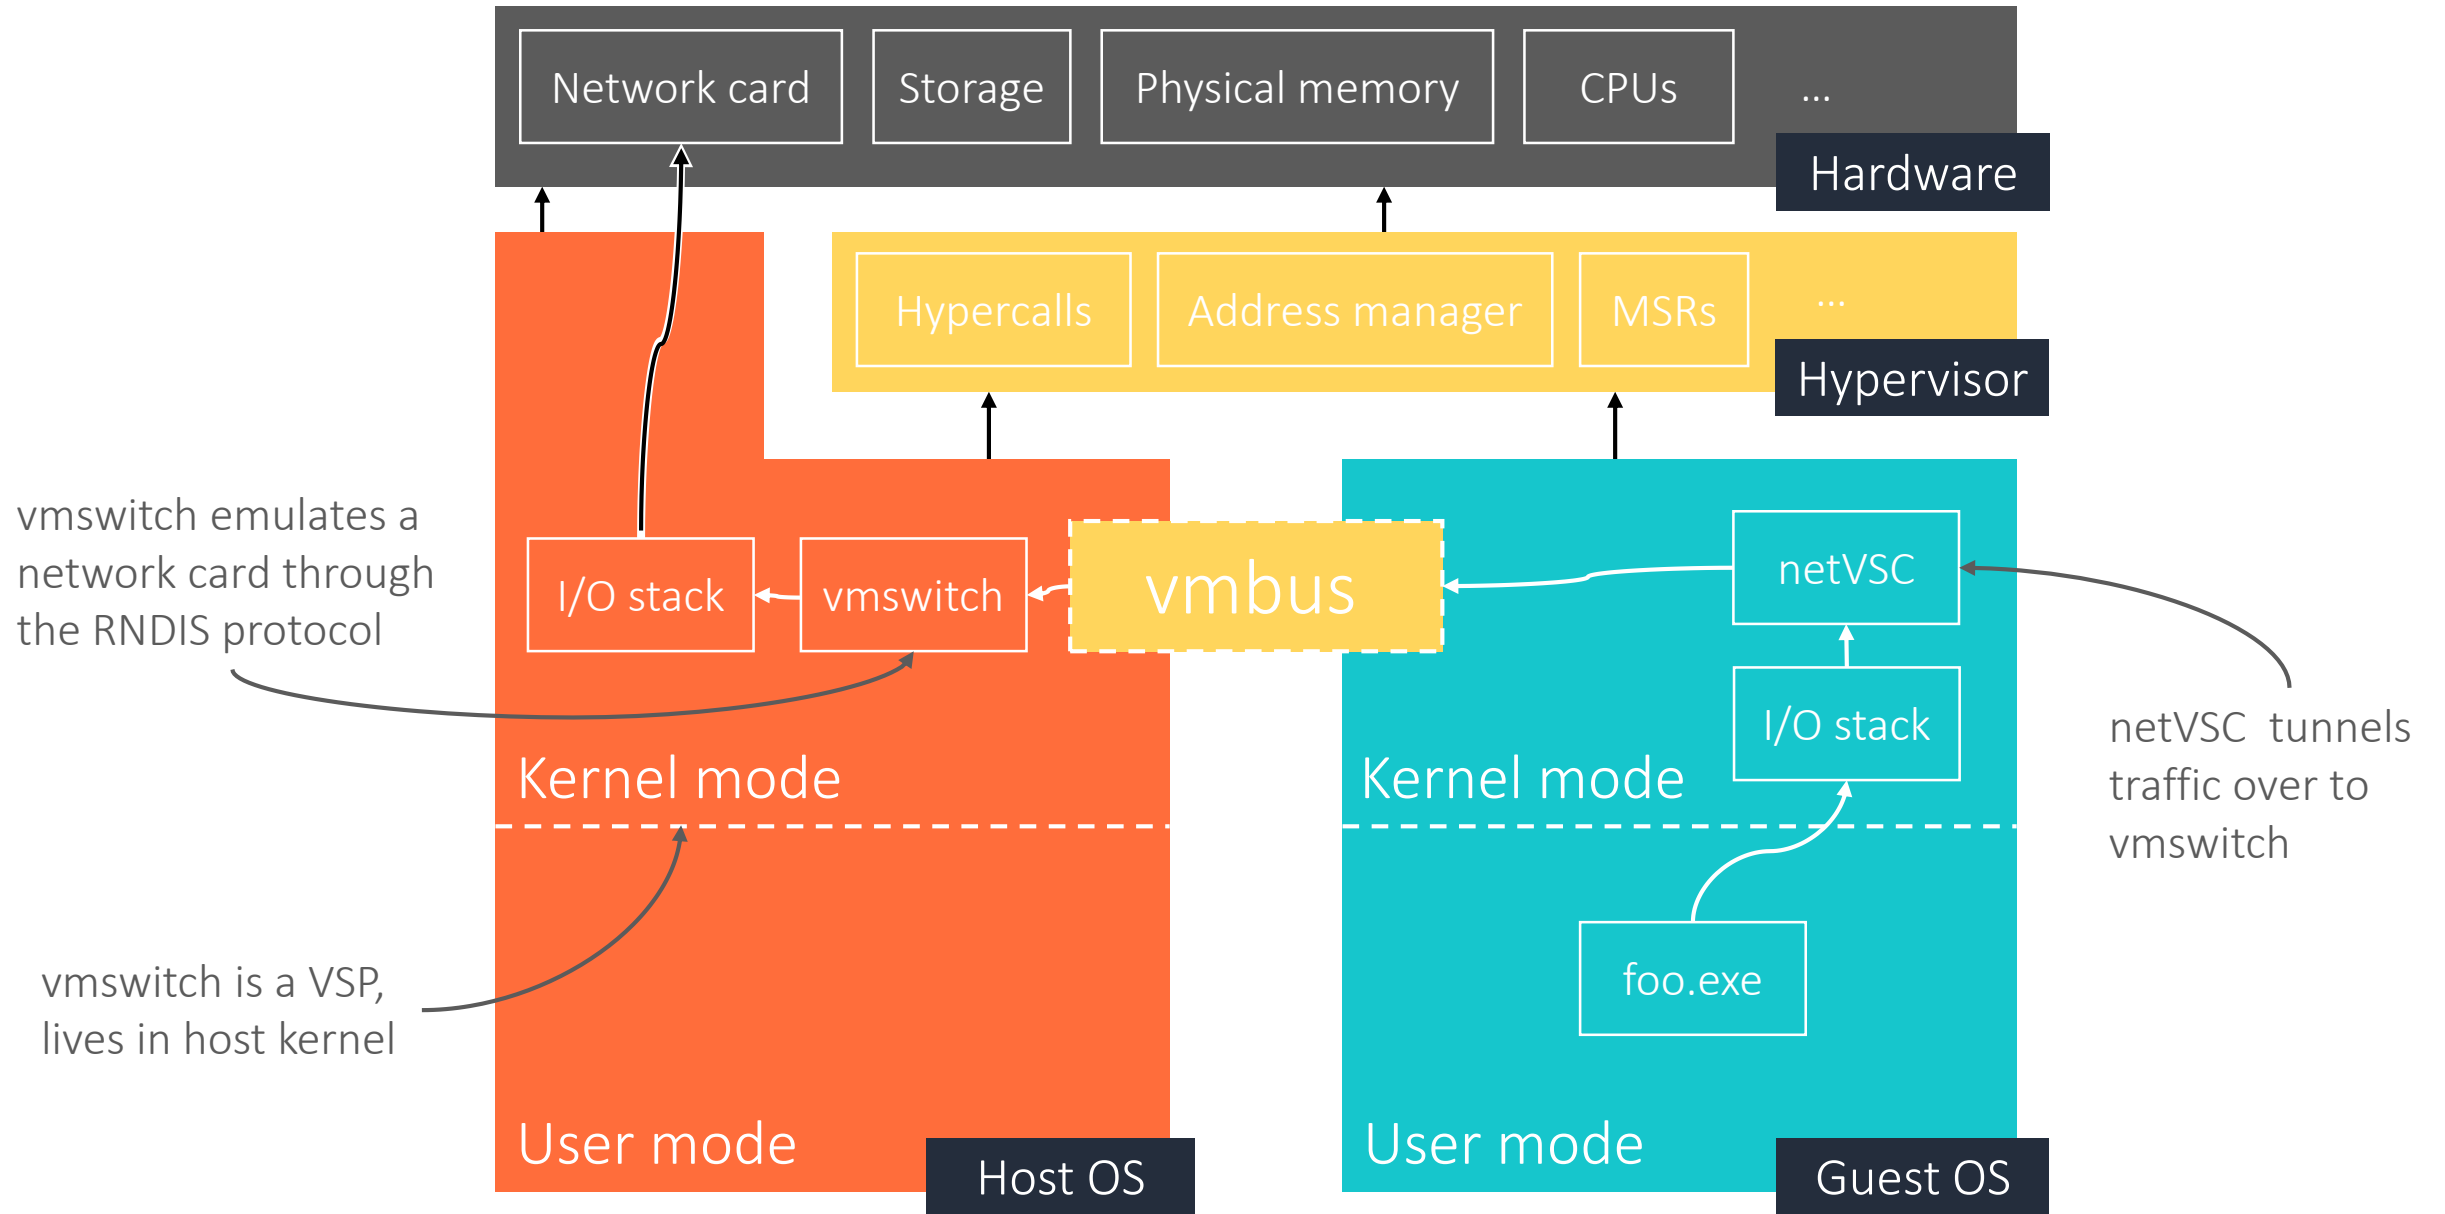 Network card
Storage
Physical memory
CPUs
...
Hardware
Hypercalls
Address manager
MSRs
...
Hypervisor
vmswitch emulates a
network card through
the RNDIS protocol
I/O stack
vmswitch
vmbus
netVSC
I/O stack
netVSC  tunnels
traffic over to
vmswitch
Kernel mode
Kernel mode
vmswitch is a VSP,
lives in host kernel
foo.exe
User mode
User mode
Host OS
Guest OS